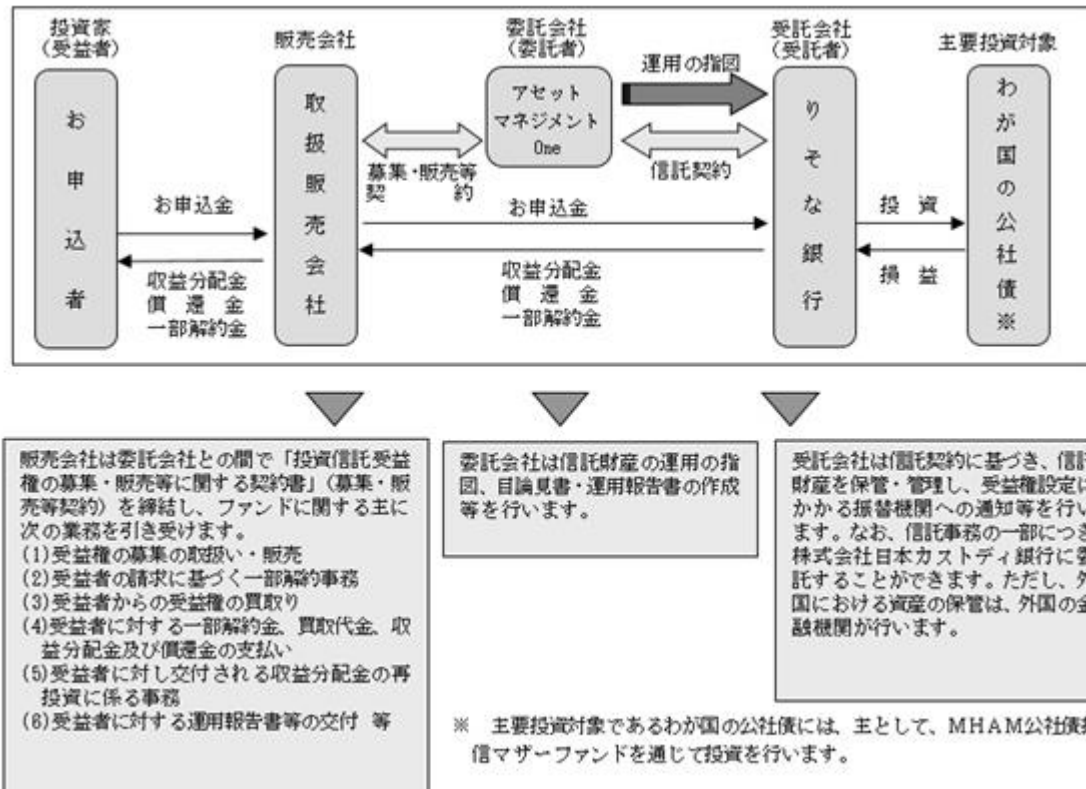 投資家
(受益者)
販売会社
委託会社
(委託者)
受託会社
(受託者)
主要投資対象
お申込者
取扱販売会社
アセット
マネジメント
One
運用の指図
りそな銀行
わが国の公社債※
募集・販売等
契約
信託契約
お申込金
お申込金
投資
収益分配金
償還金
一部解約金
収益分配金
償還金
一部解約金
損益
販売会社は委託会社との間で「投資信託受益
権の募集・販売等に関する契約書」(募集・販
売等契約)を締結し、ファンドに関する主に
次の業務を引き受けます。
(1)受益権の募集の取扱い・販売
(2)受益者の請求に基づく一部解約事務
(3)受益者からの受益権の買取り
(4)受益者に対する一部解約金、買取代金、収
益分配金及び償還金の支払い
(5)受益者に対し交付される収益分配金の再
投資に係る事務
(6)受益者に対する運用報告書等の交付 等
委託会社は信託財産の運用の指
図、目論見書・運用報告書の作成
等を行います。
受託会社は信託契約に基づき、信託
財産を保管・管理し、受益権設定に
かかる振替機関への通知等を行い
ます。なお、信託事務の一部につき
株式会社日本カストディ銀行に委
託することができます。ただし、外
国における資産の保管は、外国の金
融機関が行います。
※ 主要投資対象であるわが国の公社債には、主として、MHAM公社債投
信マザーファンドを通じて投資を行います。